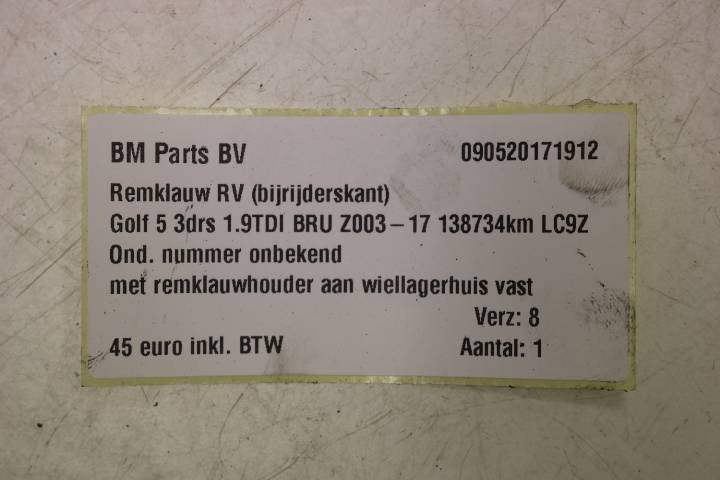 BM Parts BV 090520171912
Remklauw RV (bijrijderskant)
Golf 5 3drs 1.9TDI BRU Z003-17 138734km LC9Z
Ond. nummer onbekend
met remklauwhouder aan wiellagerhuis vast
Verz: 8
45 euro inkl. BTW Aantal: 1